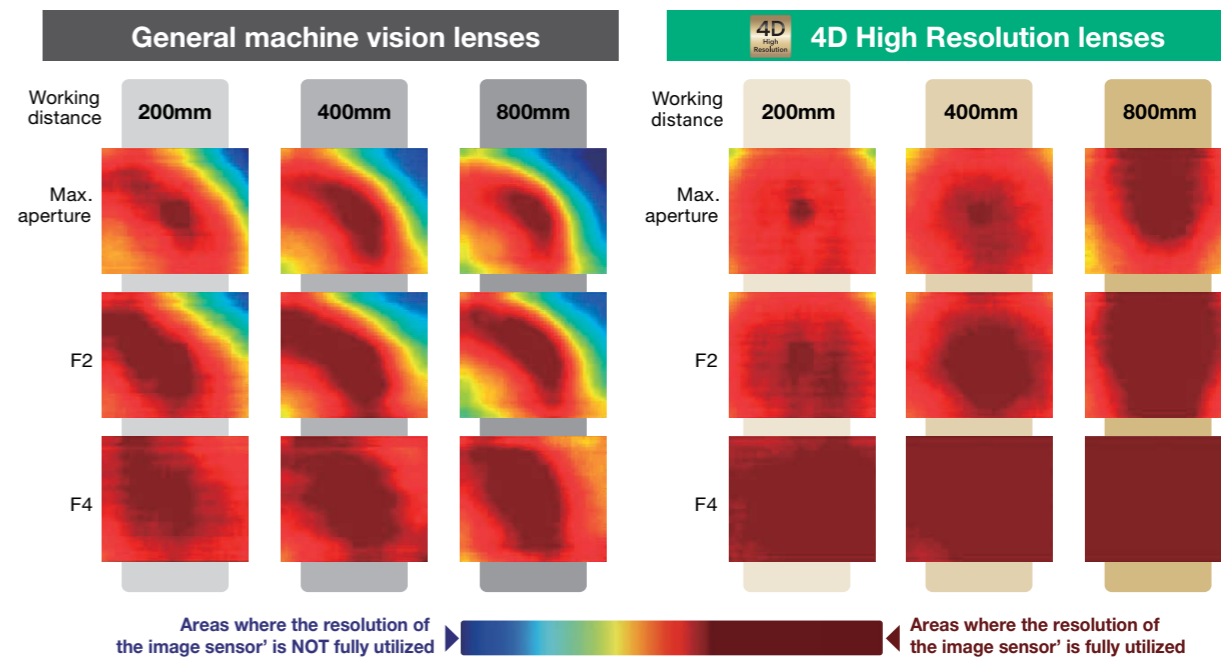 General machine vision lenses
4D
High
Resolution
4D High Resolution lenses
Working
distance
200mm
400mm
800mm
Working
distance
200mm
400mm
800mm
Max.
aperture
Max.
aperture
F2
F2
F4
F4
Areas where the resolution of
the image sensor' is NOT fully utilized
Areas where the resolution of
the image sensor' is fully utilized